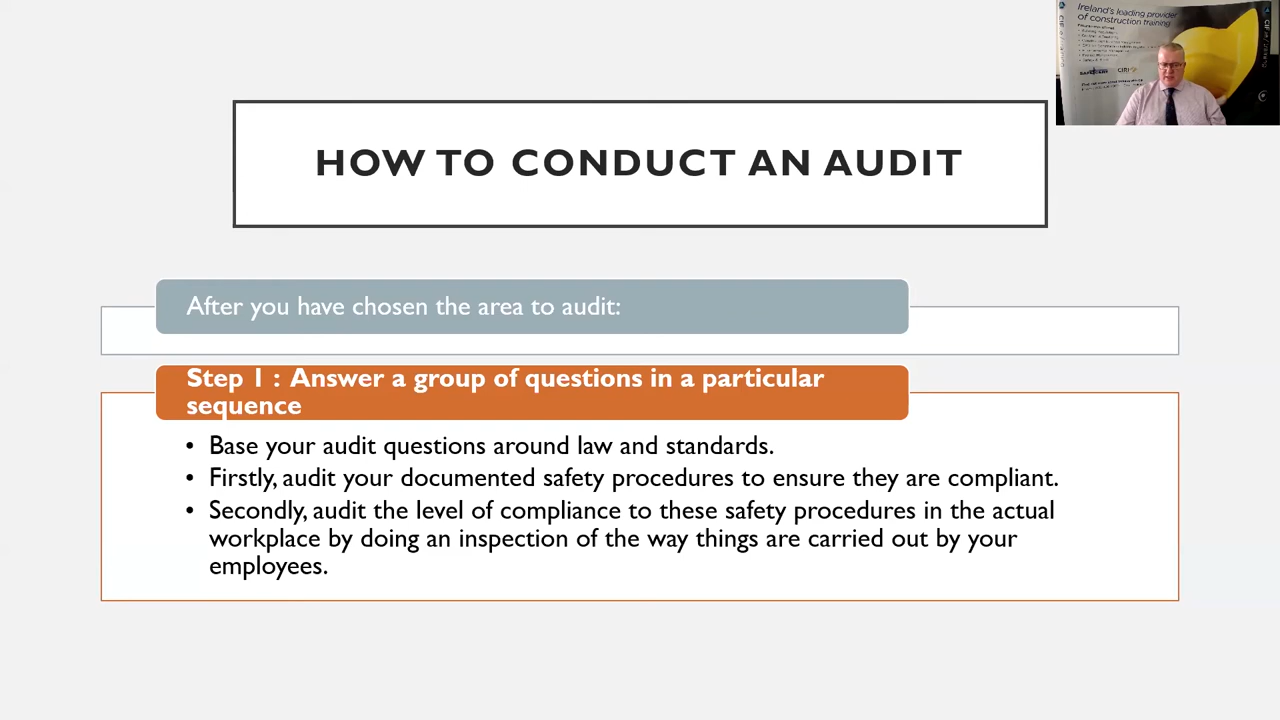 Ireland's leading provider
of construction training
HOW TO CONDUCT AN AUDIT
After you have chosen the area to audit:
Step 1 : Answer a group of questions in a particular
sequence
• Base your audit questions around law and standards.
• Firstly, audit your documented safety procedures to ensure they are compliant.
• Secondly, audit the level of compliance to these safety procedures in the actual
workplace by doing an inspection of the way things are carried out by your
employees.